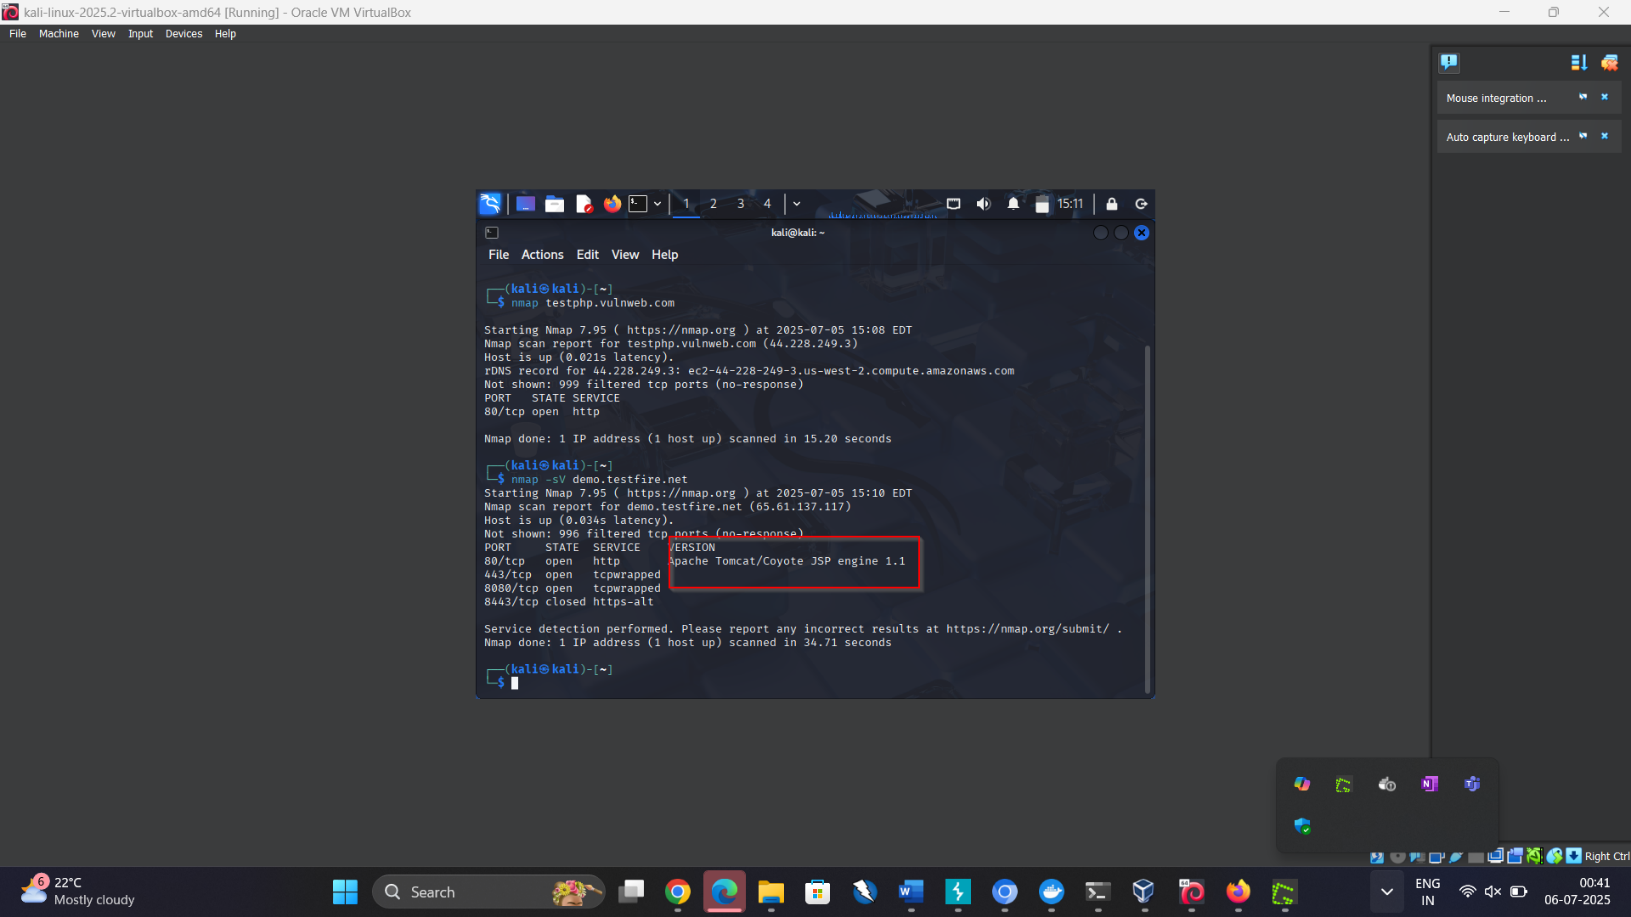 kali-linux-2025.2-virtualbox-amd64 [Running] - Oracle VM VirtualBox
File Machine View Input Devices Help
Mouse integration ...
Auto capture keyboard ...
1 2 3 4 15:11
kali@kali: ~
File Actions Edit View Help
┌──(kali㉿kali)-[~]
└─$ nmap testphp.vulnweb.com
Starting Nmap 7.95 ( https://nmap.org ) at 2025-07-05 15:08 EDT
Nmap scan report for testphp.vulnweb.com (44.228.249.3)
Host is up (0.021s latency).
rDNS record for 44.228.249.3: ec2-44-228-249-3.us-west-2.compute.amazonaws.com
Not shown: 999 filtered tcp ports (no-response)
PORT STATE SERVICE
80/tcp open http
Nmap done: 1 IP address (1 host up) scanned in 15.20 seconds
┌──(kali㉿kali)-[~]
└─$ nmap -sV demo.testfire.net
Starting Nmap 7.95 ( https://nmap.org ) at 2025-07-05 15:10 EDT
Nmap scan report for demo.testfire.net (65.61.137.117)
Host is up (0.034s latency).
Not shown: 996 filtered tcp ports (no-response)
PORT STATE SERVICE VERSION
80/tcp open http Apache Tomcat/Coyote JSP engine 1.1
443/tcp open tcpwrapped
8080/tcp open tcpwrapped
8443/tcp closed https-alt
Service detection performed. Please report any incorrect results at https://nmap.org/submit/ .
Nmap done: 1 IP address (1 host up) scanned in 34.71 seconds
┌──(kali㉿kali)-[~]
└─$
Right Ctrl
6
22°C
Mostly cloudy
Search
ENG
IN
00:41
06-07-2025